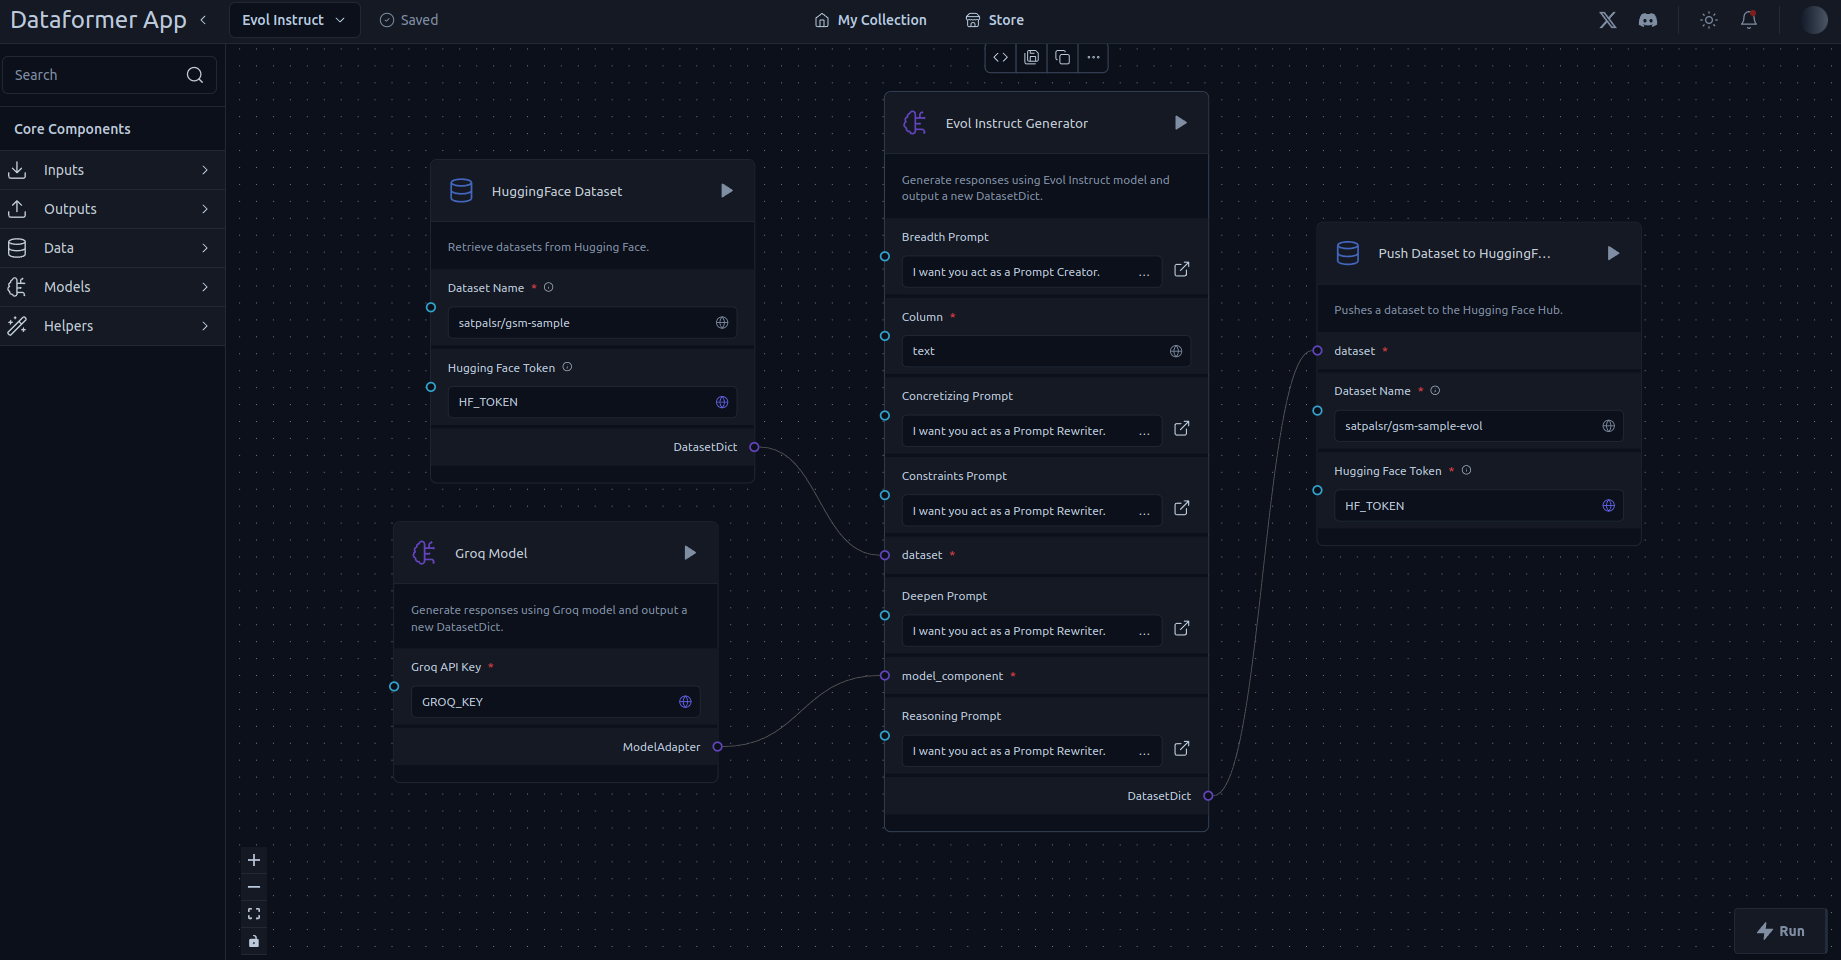 Dataformer App
Evol Instruct
Saved
My Collection
Store
Search
Core Components
Inputs
Outputs
Data
Models
Helpers
HuggingFace Dataset
Retrieve datasets from Hugging Face.
Dataset Name *
satpalsr/gsm-sample
Hugging Face Token
HF_TOKEN
DatasetDict
Groq Model
Generate responses using Groq model and output a
new DatasetDict.
Groq API Key *
GROQ_KEY
ModelAdapter
Evol Instruct Generator
Generate responses using Evol Instruct model and
output a new DatasetDict.
Breadth Prompt
I want you act as a Prompt Creator. ...
Column *
text
Concretizing Prompt
I want you act as a Prompt Rewriter. ...
Constraints Prompt
I want you act as a Prompt Rewriter. ...
dataset *
Deepen Prompt
I want you act as a Prompt Rewriter. ...
model_component *
Reasoning Prompt
I want you act as a Prompt Rewriter. ...
DatasetDict
Push Dataset to HuggingF...
Pushes a dataset to the Hugging Face Hub.
dataset *
Dataset Name *
satpalsr/gsm-sample-evol
Hugging Face Token *
HF_TOKEN
Run